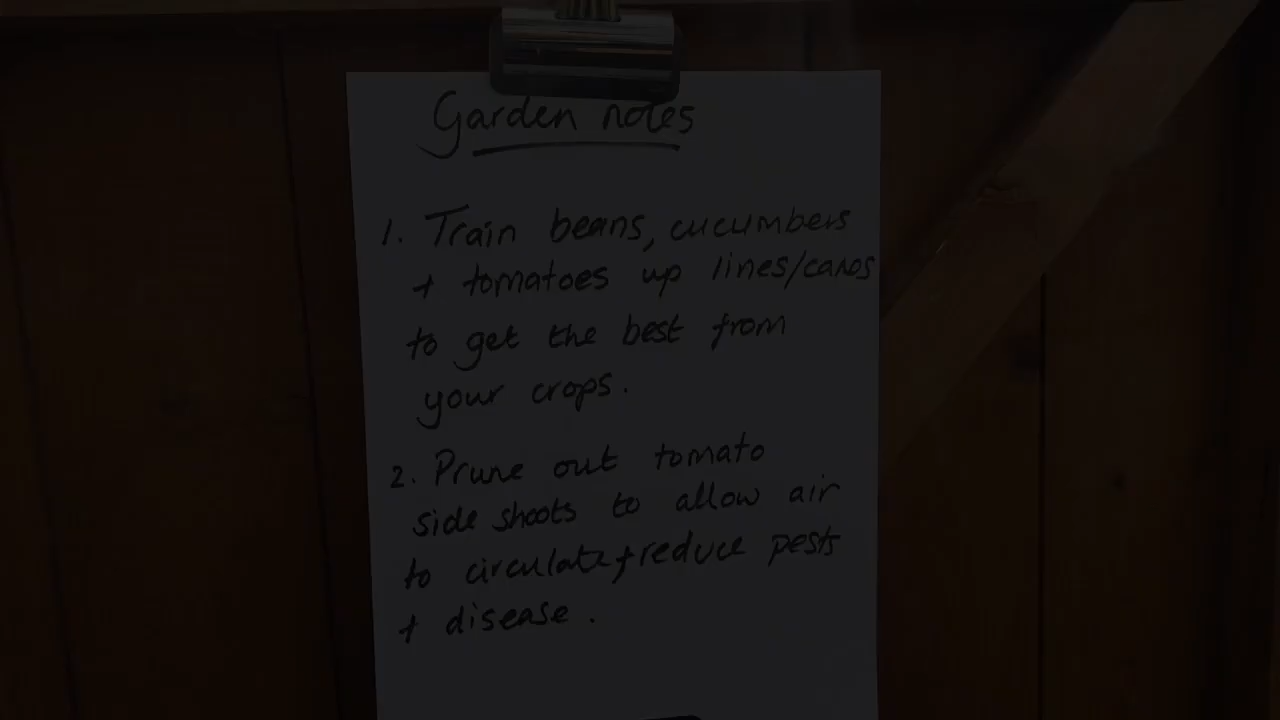 Garden notes
1. Train beans, cucumbers
+ tomatoes up lines/canes
to get the best from
your crops.
2. Prune out tomato
side shoots to allow air
to circulate + reduce pests
+ disease.